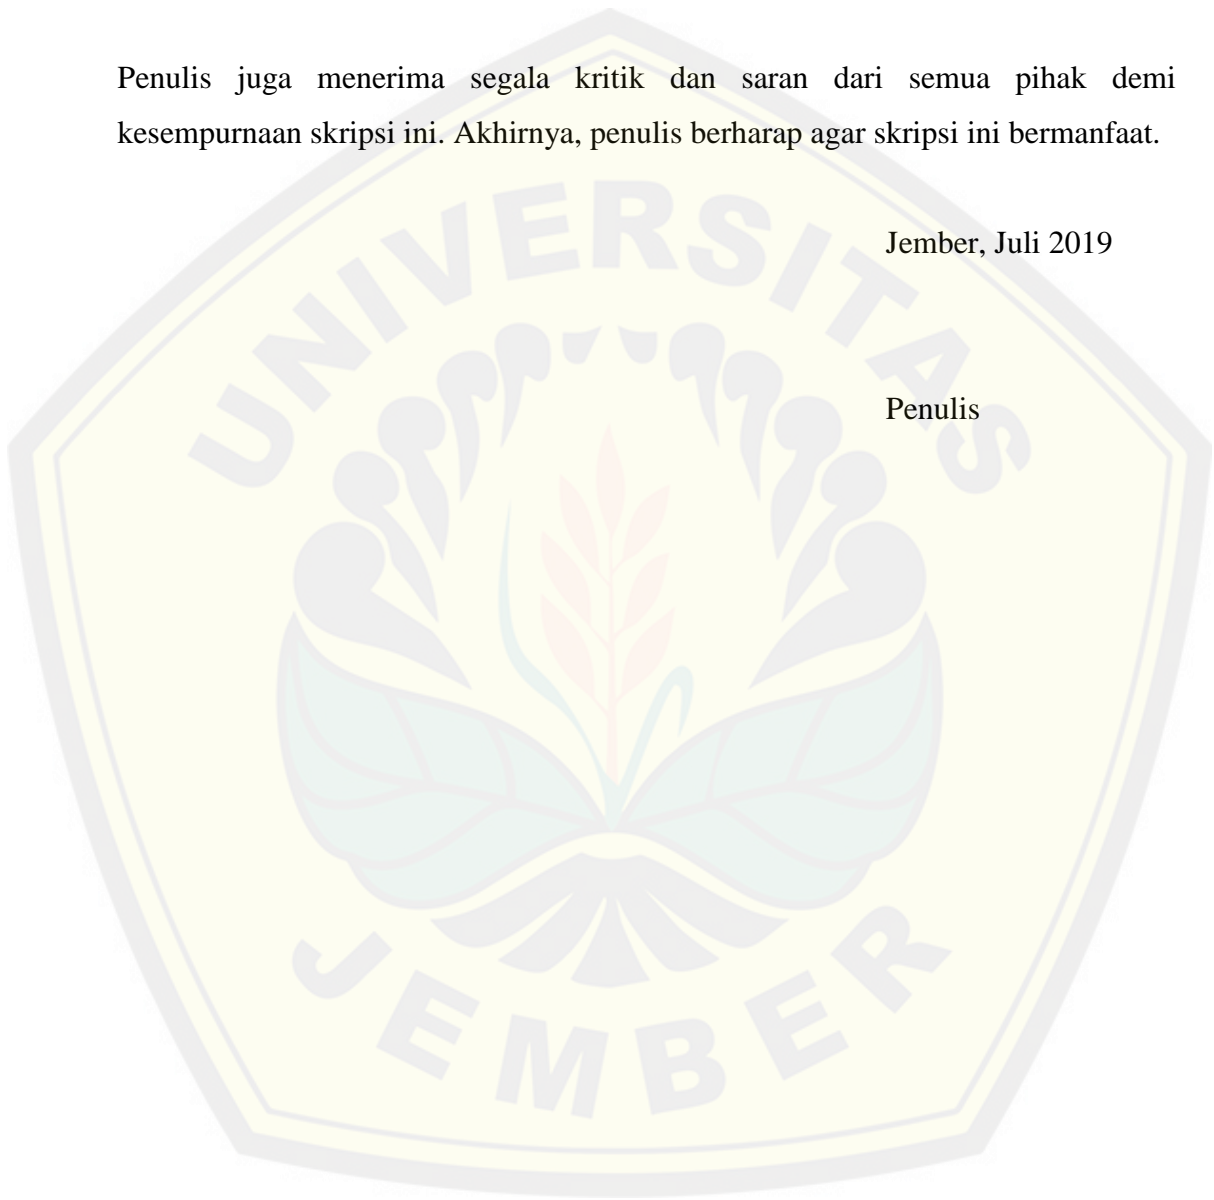 Penulis juga menerima segala kritik dan saran dari semua pihak demi
kesempurnaan skripsi ini. Akhirnya, penulis berharap agar skripsi ini bermanfaat.
Jember, Juli 2019
Penulis
UNIVERSITAS
JEMBER